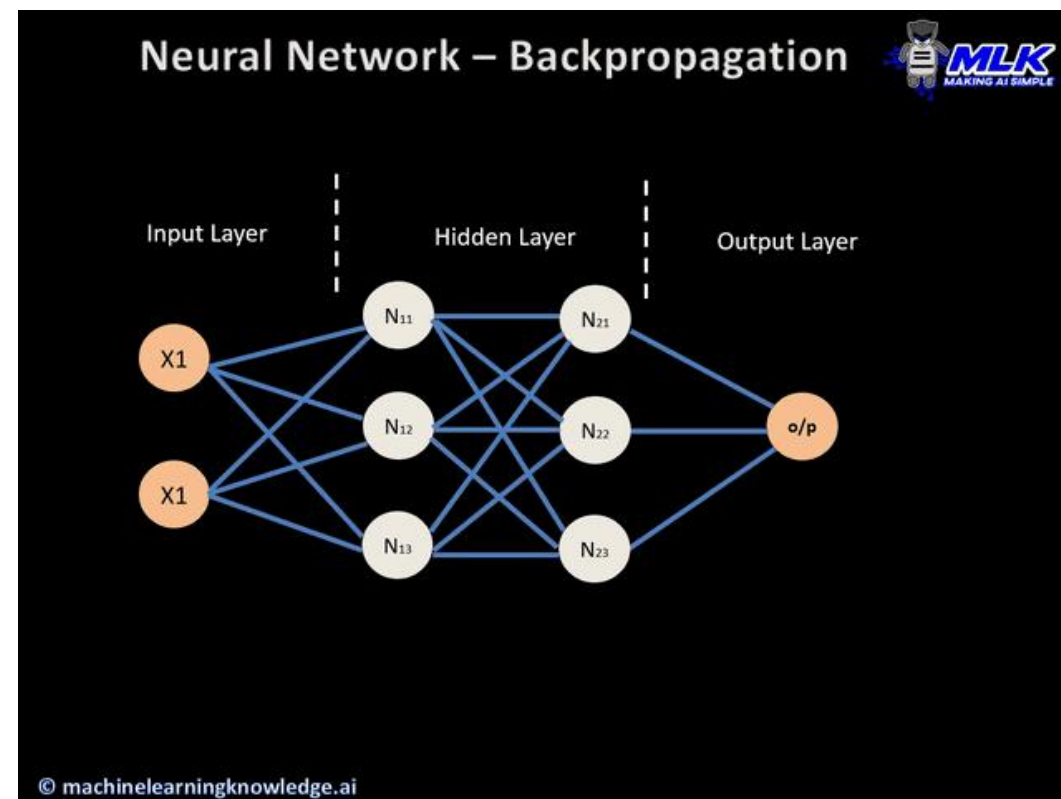 Neural Network – Backpropagation
MLK
MAKING AI SIMPLE
Input Layer
Hidden Layer
Output Layer
N₁₁
N₂₁
X1
N₁₂
N₂₂
o/p
X1
N₁₃
N₂₃
© machinelearningknowledge.ai